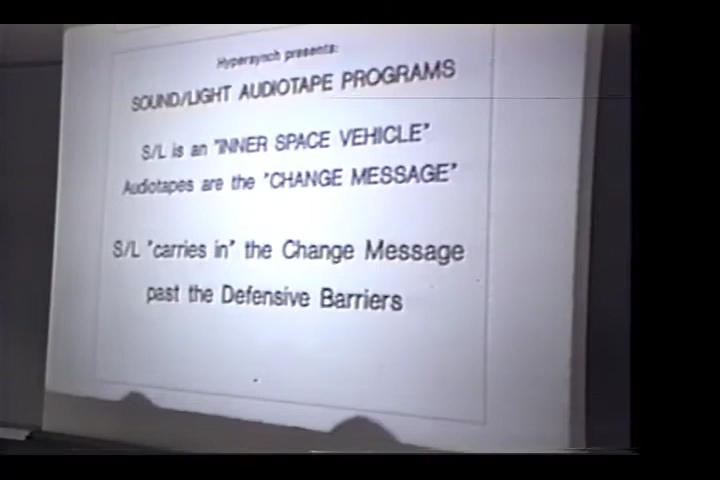 Hypersynch presents:
SOUND/LIGHT AUDIOTAPE PROGRAMS
S/L is an "INNER SPACE VEHICLE"
Audiotapes are the "CHANGE MESSAGE"
S/L "carries in" the Change Message
past the Defensive Barriers